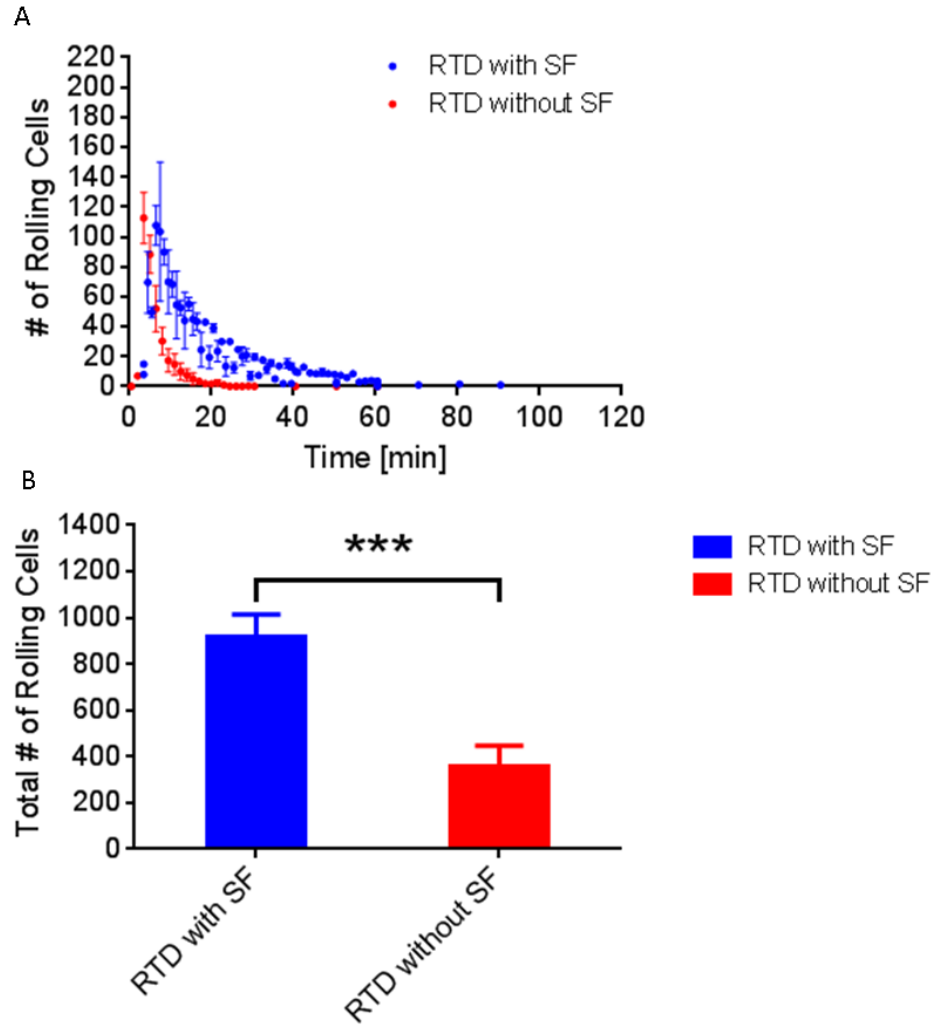 A
220
200
180
160
140
120
100
80
60
40
20
0
# of Rolling Cells
RTD with SF
RTD without SF
0 20 40 60 80 100 120
Time [min]
B
1400
1200
1000
800
600
400
200
0
Total # of Rolling Cells
***
RTD with SF
RTD without SF
RTD with SF
RTD without SF